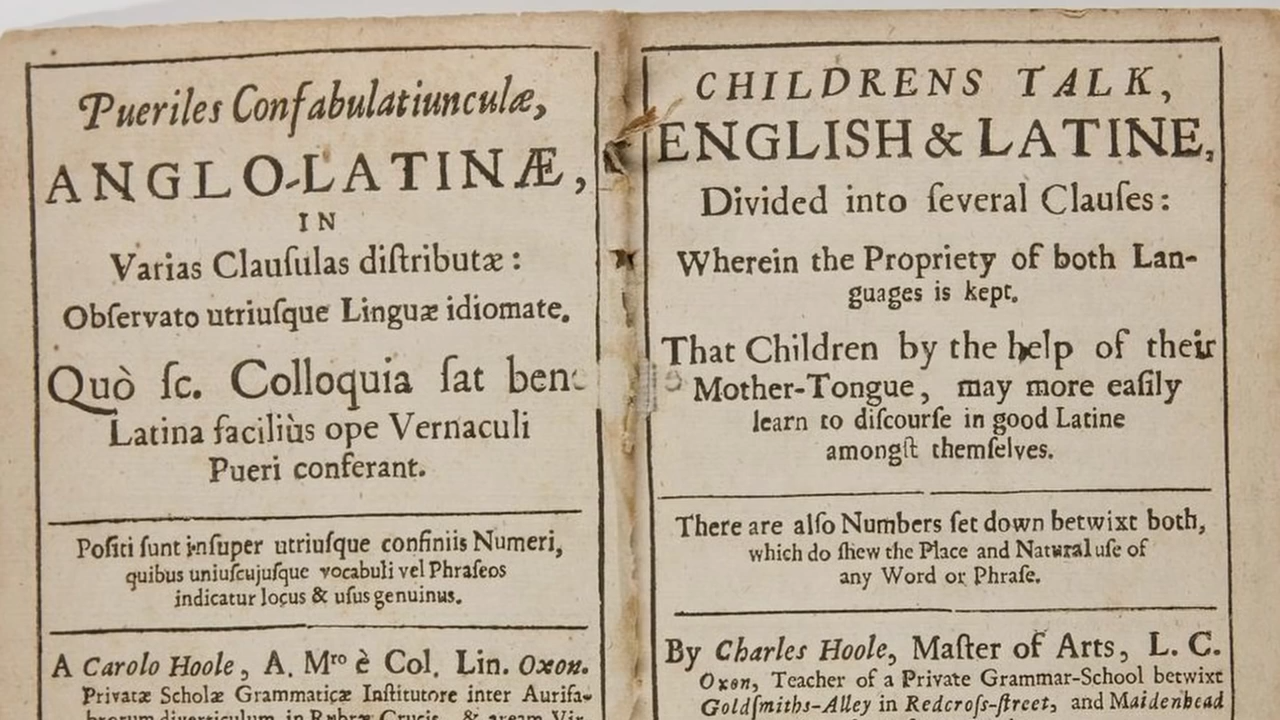 Pueriles Confabulatiunculæ,
ANGLO-LATINÆ,
IN
Varias Clauſulas diſtributæ:
Obſervato utriuſque Linguæ idiomate.
Quò ſc. Colloquia ſat bene
Latina faciliùs ope Vernaculi
Pueri conferant.
Poſiti ſunt inſuper utriuſque confiniis Numeri,
quibus uniuſcujuſque vocabuli vel Phraſeos
indicatur locus & uſus genuinus.
A Carolo Hoole, A. Mro è Col. Lin. Oxon.
Privatæ Scholæ Grammaticæ Inſtitutore inter Aurifa-
brorum diverticulum in Rubræ Crucis, & aream Vir-
CHILDRENS TALK,
ENGLISH & LATINE,
Divided into ſeveral Clauſes:
Wherein the Propriety of both Lan-
guages is kept.
That Children by the help of their
Mother-Tongue, may more eaſily
learn to diſcourſe in good Latine
amongſt themſelves.
There are alſo Numbers ſet down betwixt both,
which do ſhew the Place and Natural uſe of
any Word or Phraſe.
By Charles Hoole, Maſter of Arts, L. C.
Oxon, Teacher of a Private Grammar-School betwixt
Goldſmiths-Alley in Redcroſs-ſtreet, and Maidenhead